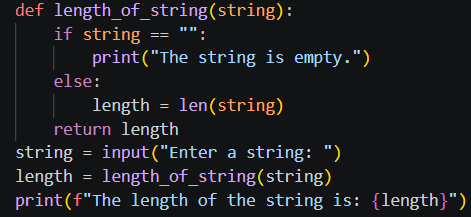 def length_of_string(string):
    if string == "":
        print("The string is empty.")
    else:
        length = len(string)
    return length
string = input("Enter a string: ")
length = length_of_string(string)
print(f"The length of the string is: {length}")